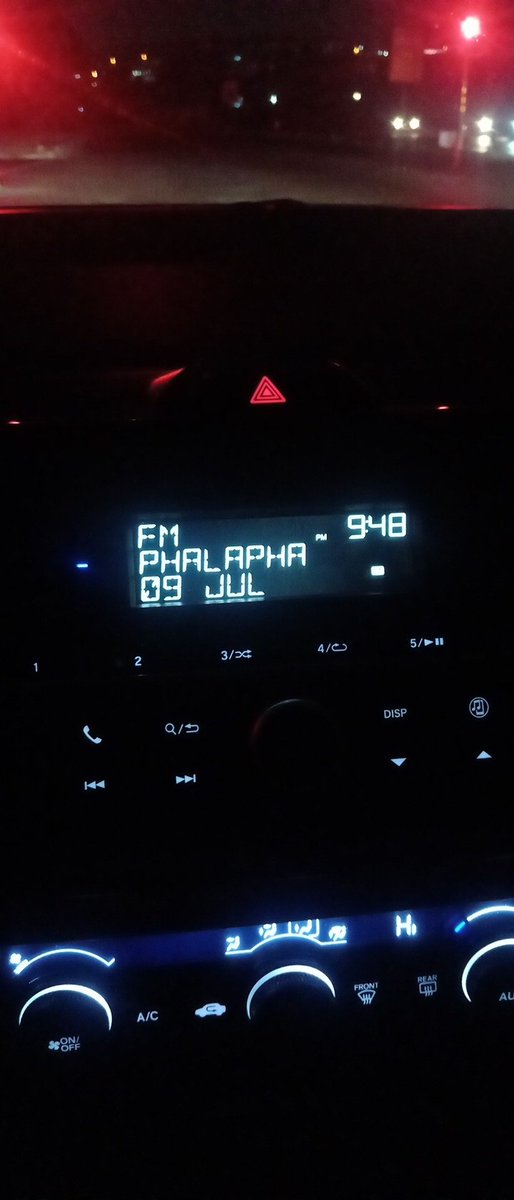 FM PM 9:48
PHALAPHA
09 JUL
1 2 3/ 4/ 5/
DISP
Hi
ON/
OFF
A/C
FRONT
REAR